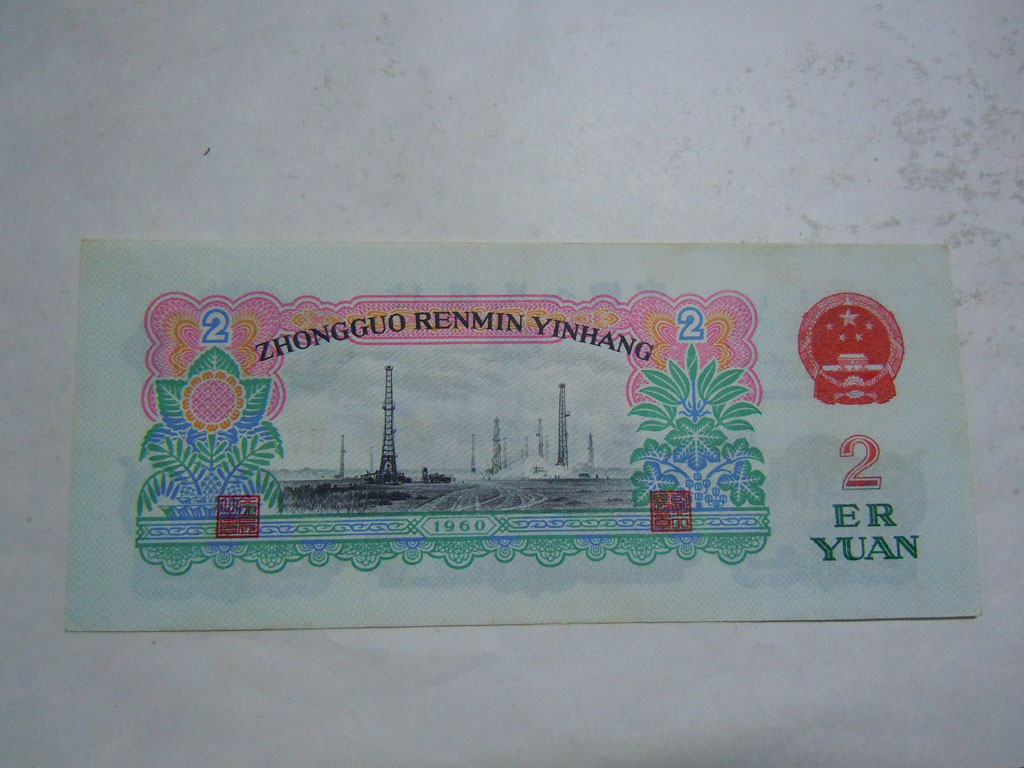 2
2
ZHONGGUO RENMIN YINHANG
2
ER
YUAN
1960